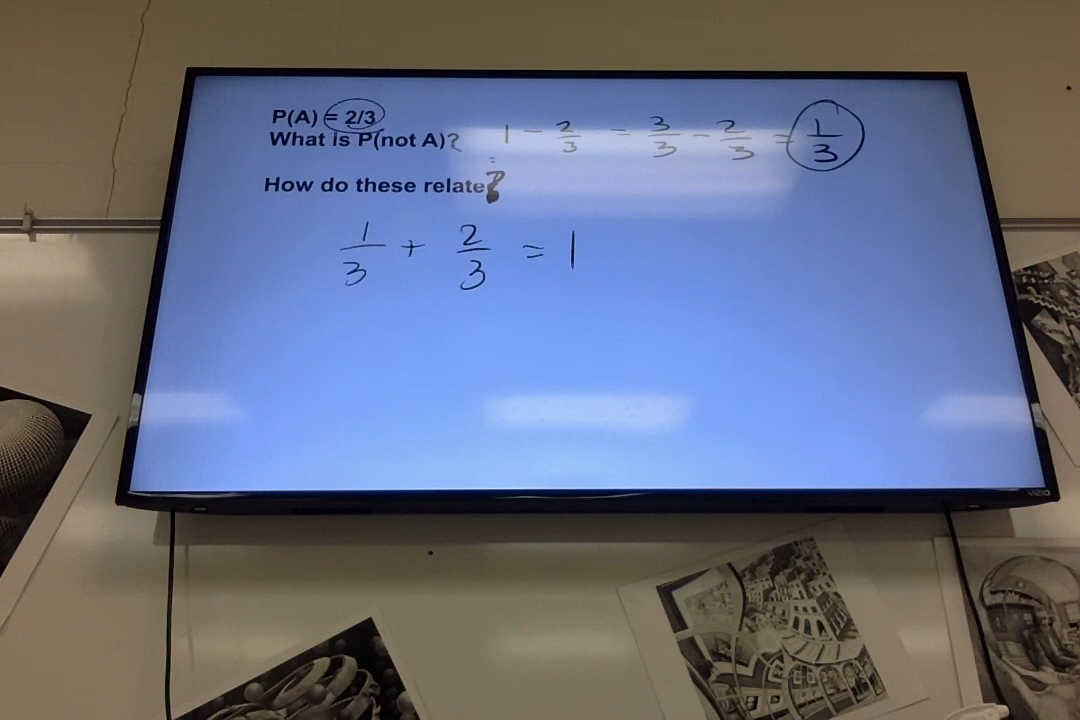 P(A) = 2/3
What is P(not A)? 1 - 2/3 = 3/3 - 2/3 = 1/3
How do these relate?
1/3 + 2/3 = 1
VIZIO